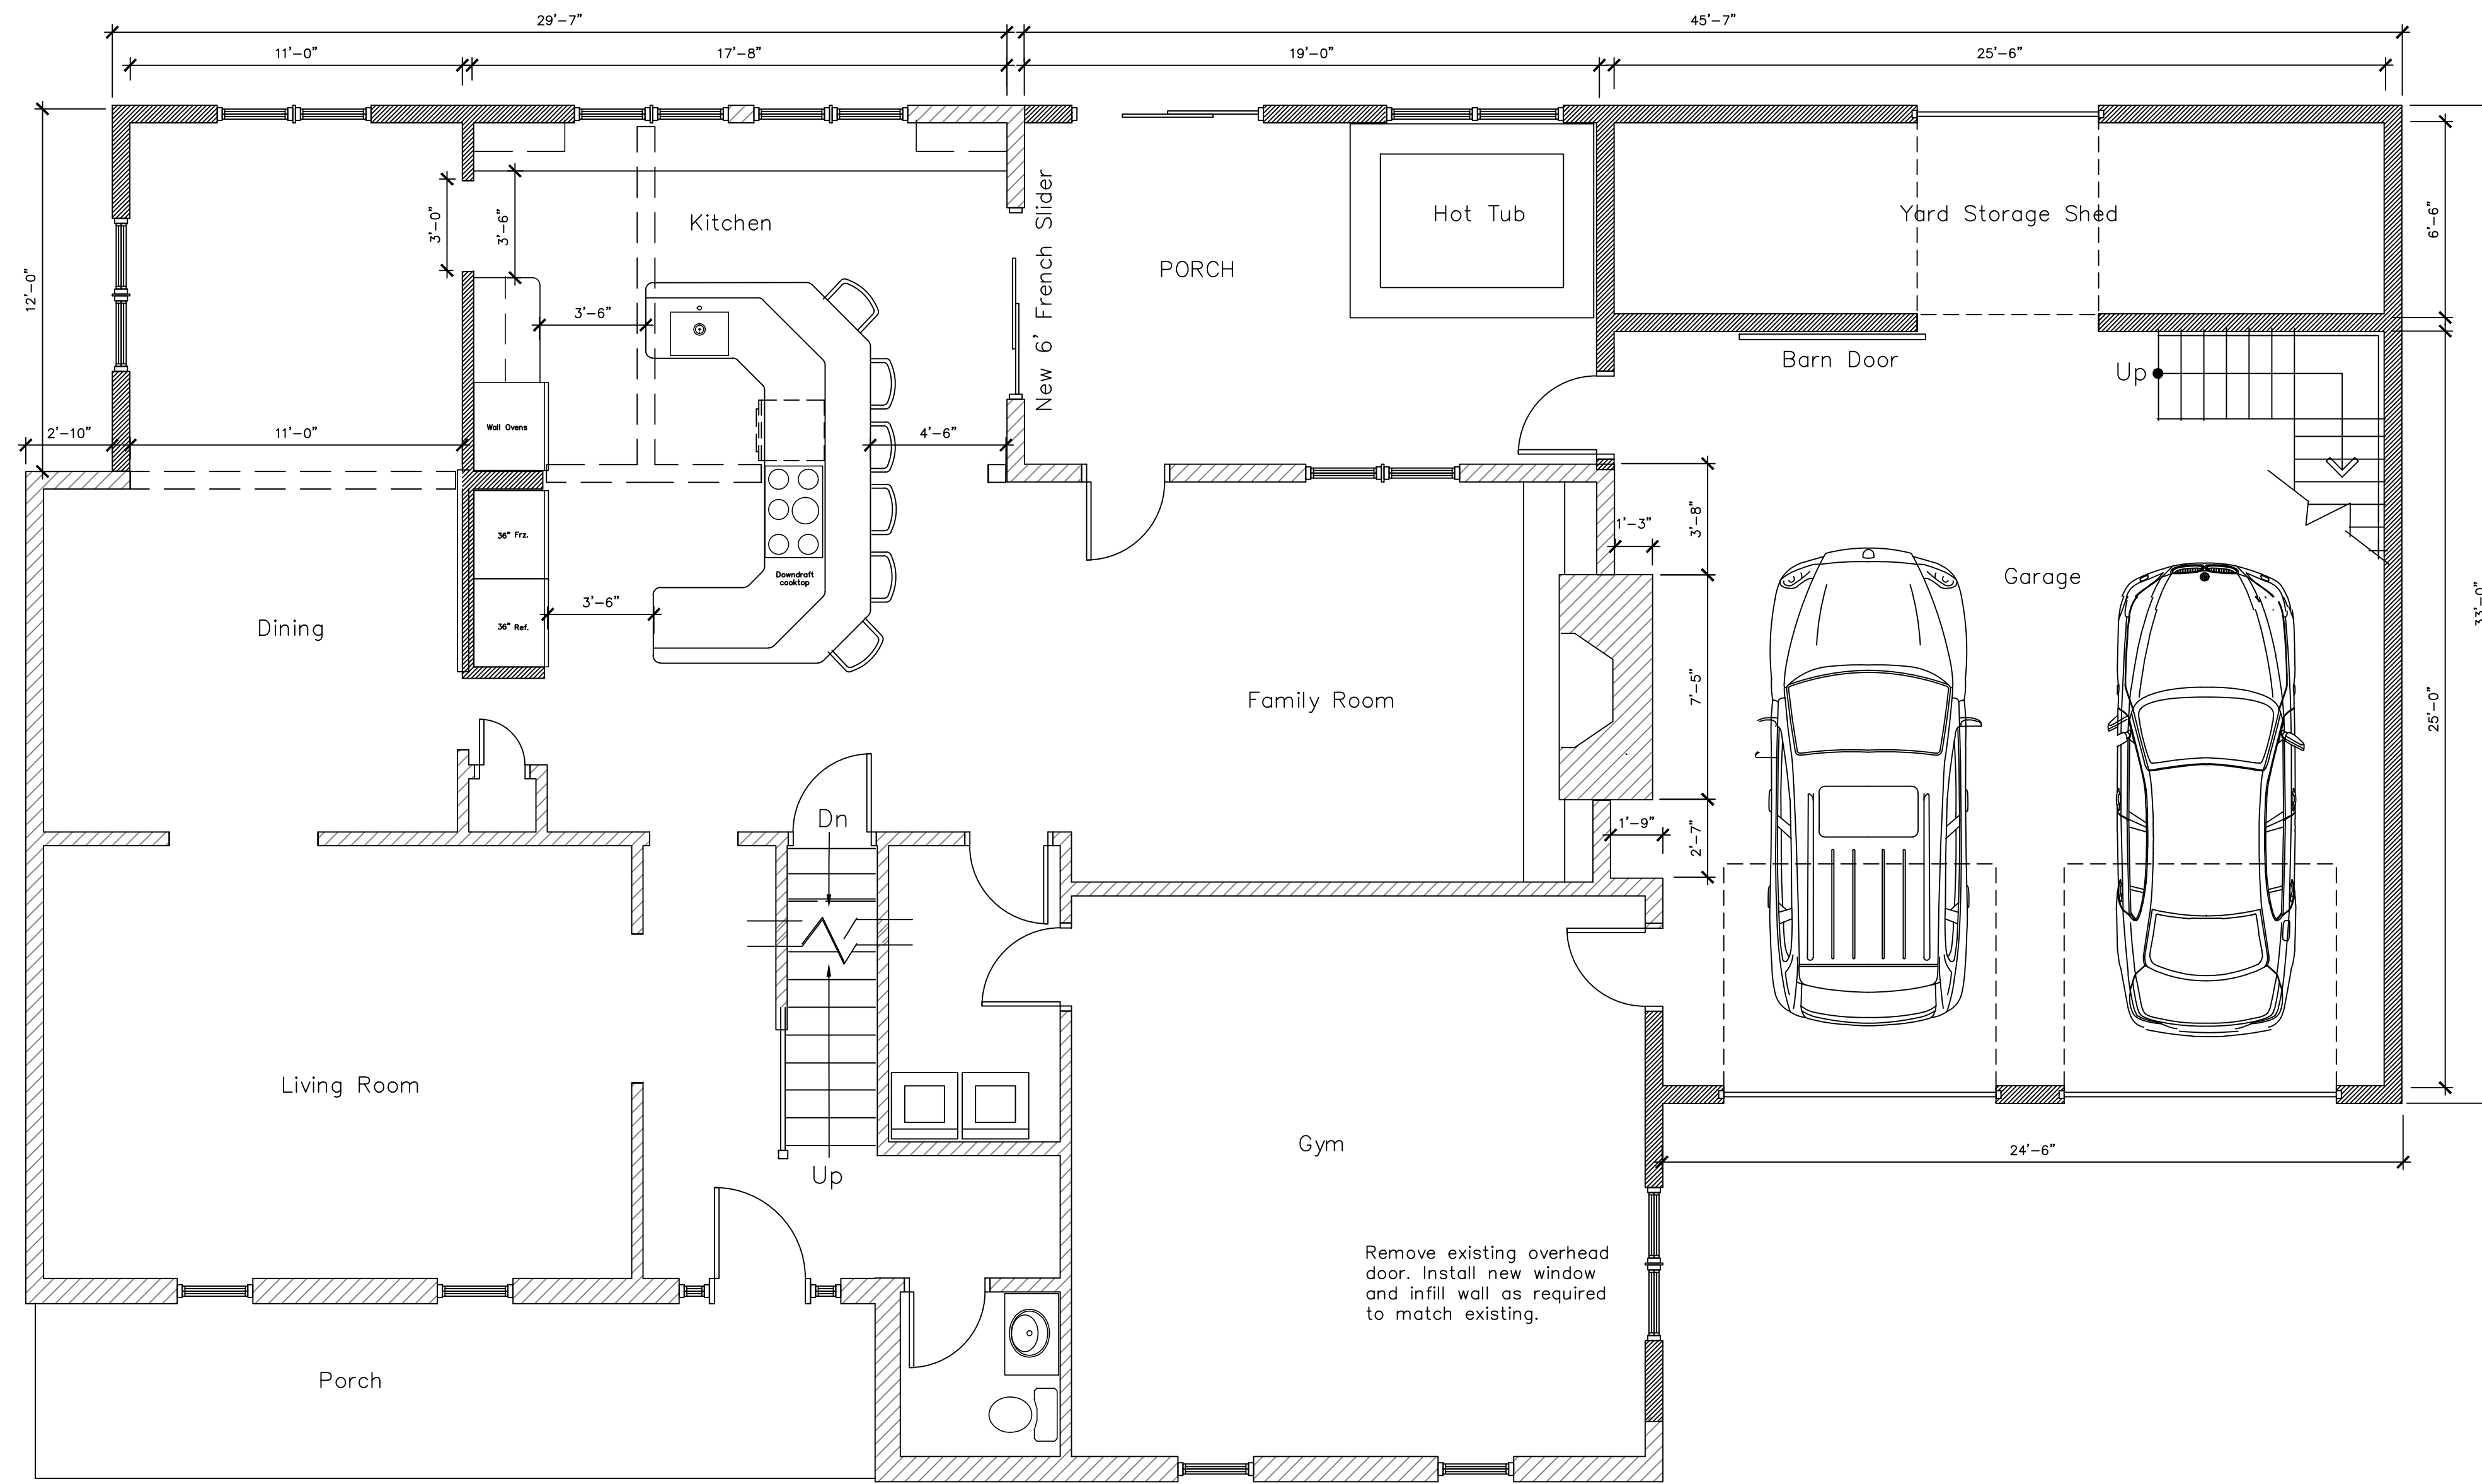 29'-7"
45'-7"
11'-0"
17'-8"
19'-0"
25'-6"
12'-0"
3'-0"
3'-6"
Kitchen
New 6' French Slider
PORCH
Hot Tub
Yard Storage Shed
6'-6"
3'-6"
Barn Door
Up
2'-10"
11'-0"
Wall Ovens
4'-6"
36" Frz.
36" Ref.
Downdraft
cooktop
3'-6"
1'-3"
3'-8"
Garage
33'-0"
Dining
Family Room
7'-5"
25'-0"
Dn
1'-9"
2'-7"
Living Room
Up
Gym
24'-6"
Remove existing overhead
door. Install new window
and infill wall as required
to match existing.
Porch